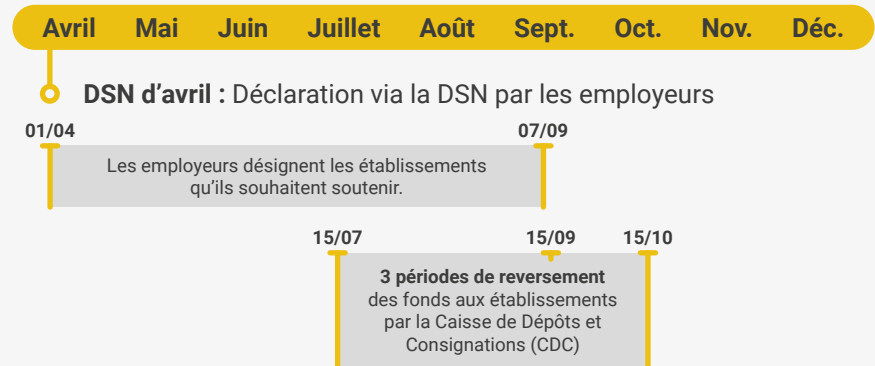 Avril Mai Juin Juillet Août Sept. Oct. Nov. Déc.
DSN d’avril : Déclaration via la DSN par les employeurs
01/04 07/09
Les employeurs désignent les établissements
qu’ils souhaitent soutenir.
15/07 15/09 15/10
3 périodes de reversement
des fonds aux établissements
par la Caisse de Dépôts et
Consignations (CDC)